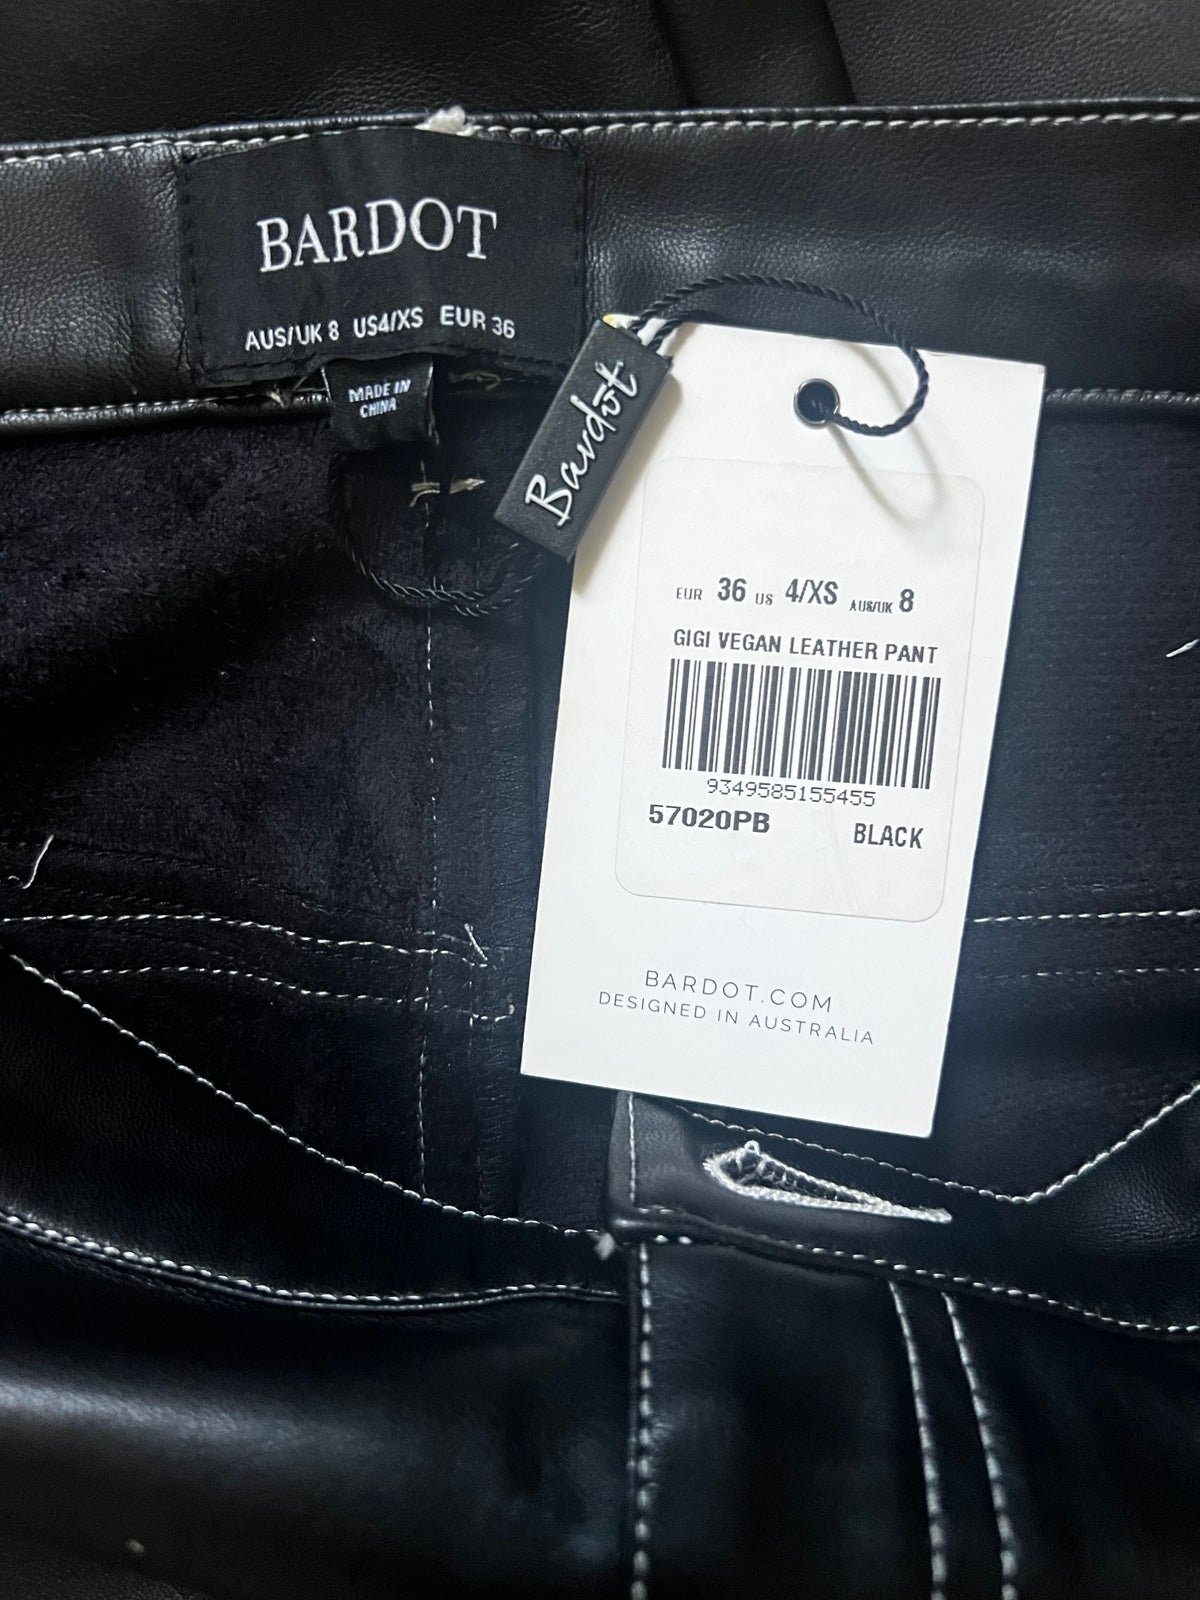 BARDOT
AUS/UK 8 US4/XS EUR 36
MADE IN
CHINA
Bardot
EUR 36 US 4/XS AUS/UK 8
GIGI VEGAN LEATHER PANT
9349585155455
57020PB BLACK
BARDOT.COM
DESIGNED IN AUSTRALIA